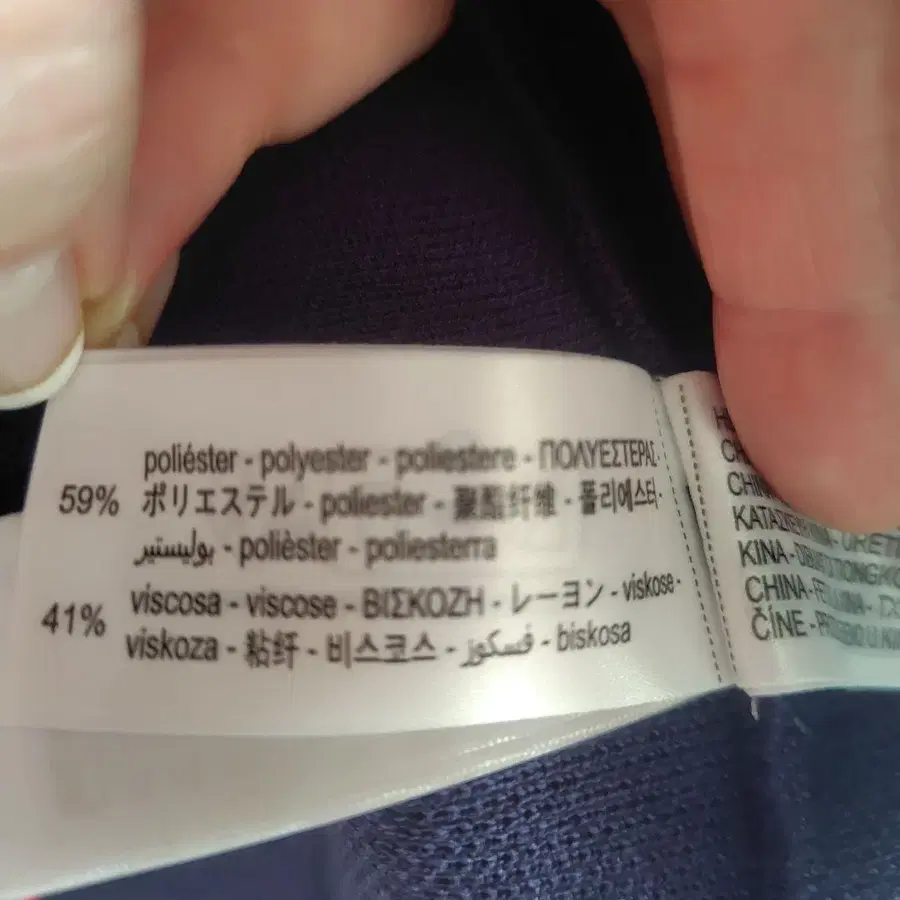 59%
poliéster - polyester - poliestere - ΠΟΛΥΕΣΤΕΡΑΣ-
ポリエステル - poliester - 聚酯纤维 - 폴리에스터-
بوليستير - polièster - poliesterra
41%
viscosa - viscose - ΒΙΣΚΟΖΗ - レーヨン - viskose-
viskoza - 粘纤 - 비스코스 - فسكوز - biskosa
KINA -
CHINA -
ČÍNE -